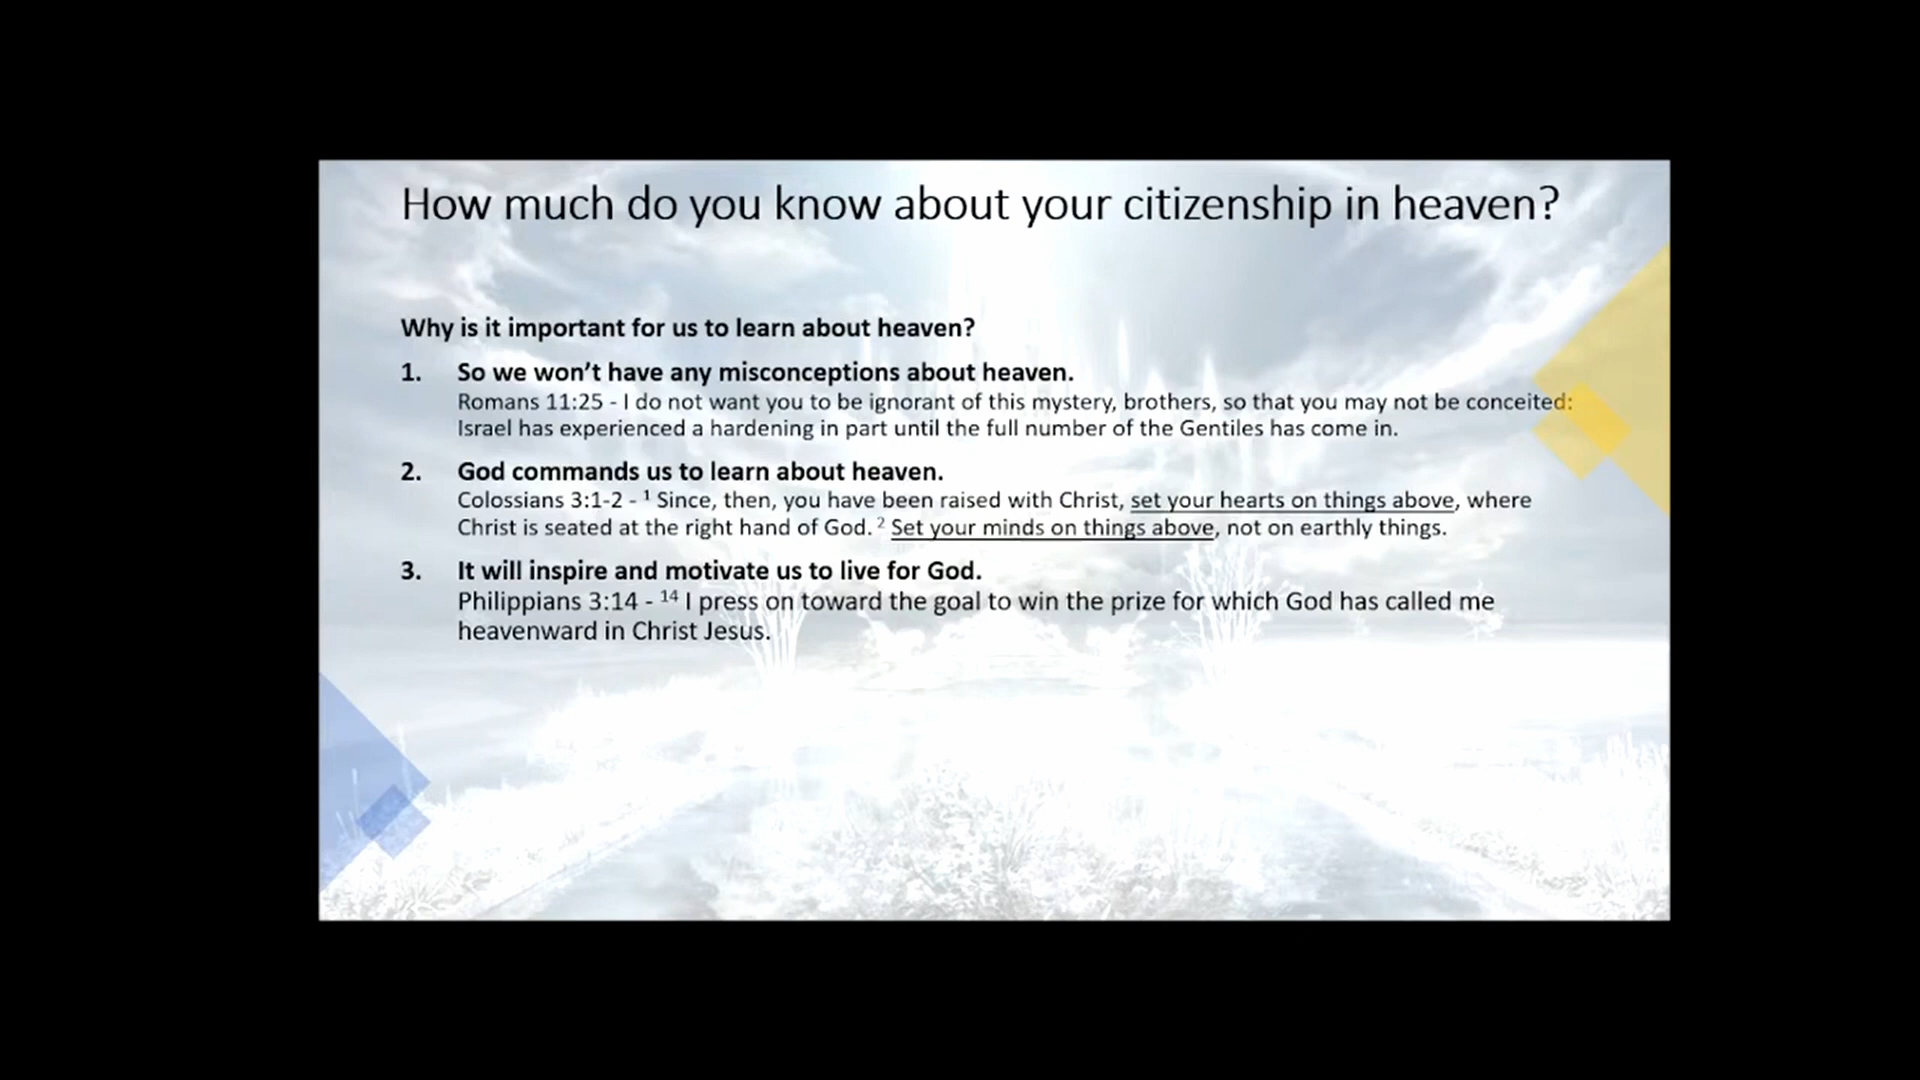 How much do you know about your citizenship in heaven?
Why is it important for us to learn about heaven?
1. So we won’t have any misconceptions about heaven.
Romans 11:25 - I do not want you to be ignorant of this mystery, brothers, so that you may not be conceited:
Israel has experienced a hardening in part until the full number of the Gentiles has come in.
2. God commands us to learn about heaven.
Colossians 3:1-2 - ¹ Since, then, you have been raised with Christ, set your hearts on things above, where
Christ is seated at the right hand of God. ² Set your minds on things above, not on earthly things.
3. It will inspire and motivate us to live for God.
Philippians 3:14 - ¹⁴ I press on toward the goal to win the prize for which God has called me
heavenward in Christ Jesus.